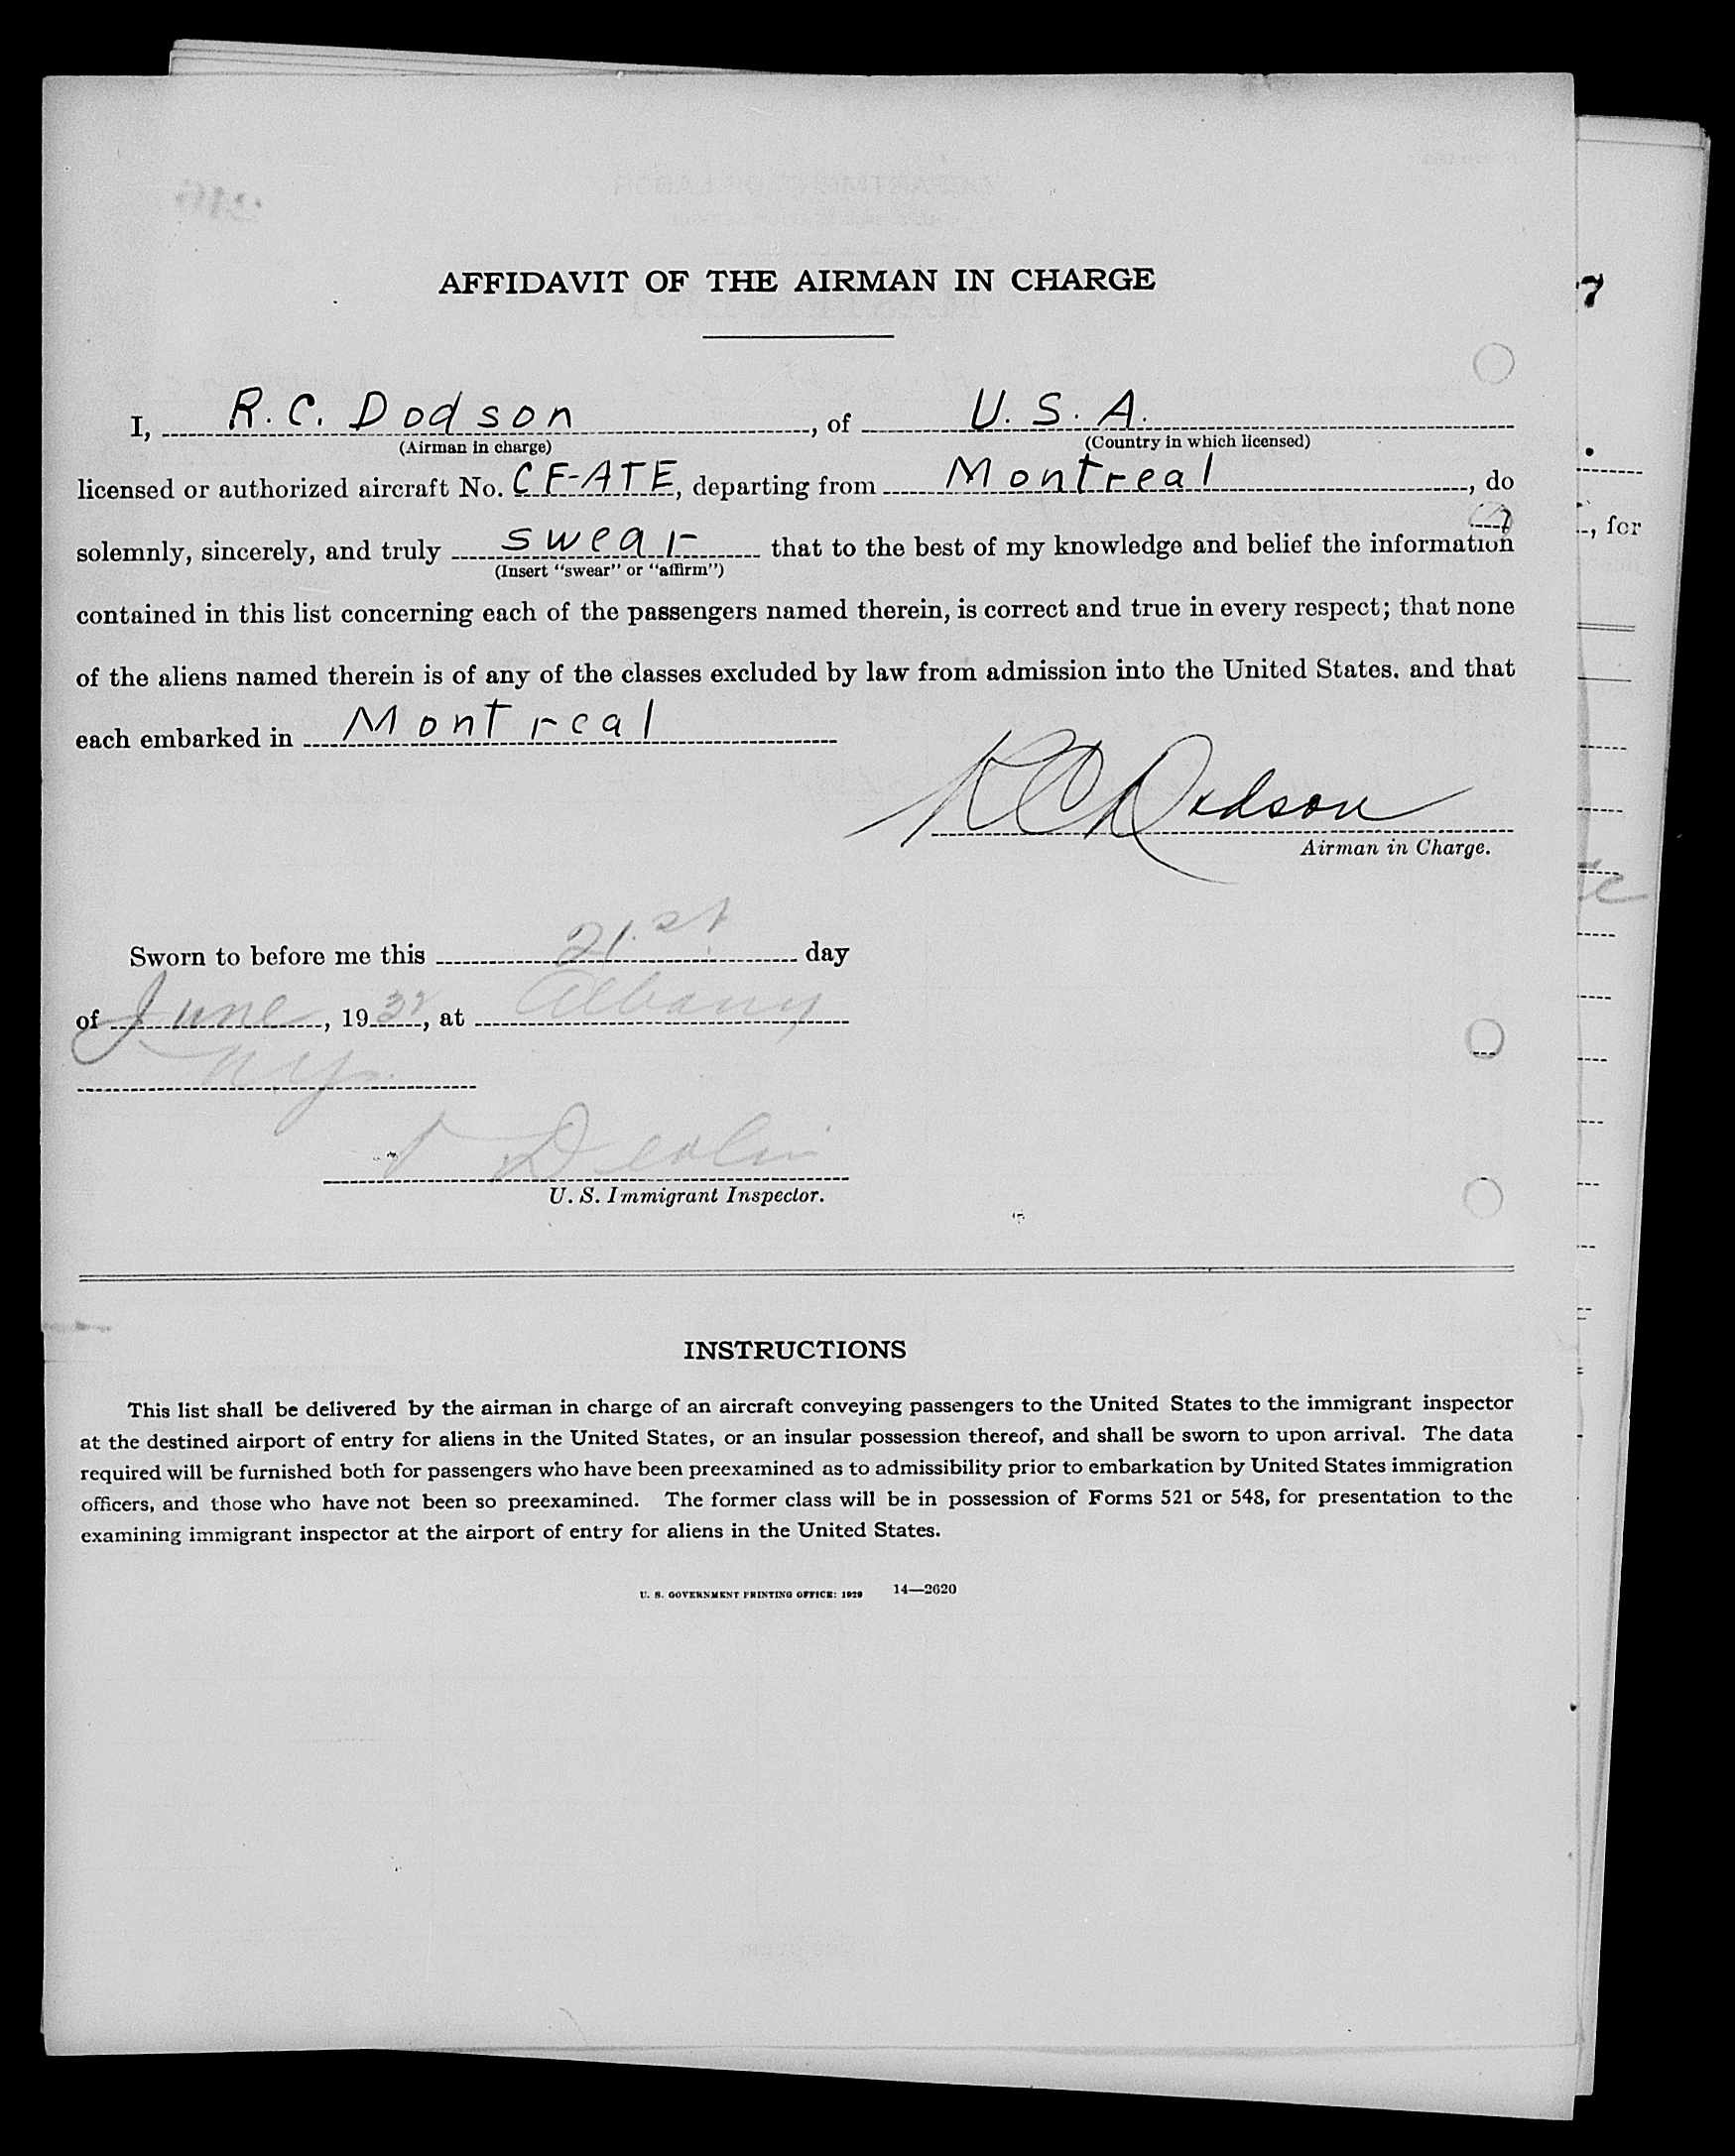 AFFIDAVIT OF THE AIRMAN IN CHARGE
I, R. C. Dodson, of U. S. A.
(Airman in charge) (Country in which licensed)
licensed or authorized aircraft No. CF-ATE, departing from Montreal, do
solemnly, sincerely, and truly swear that to the best of my knowledge and belief the information
(Insert "swear" or "affirm")
contained in this list concerning each of the passengers named therein, is correct and true in every respect; that none
of the aliens named therein is of any of the classes excluded by law from admission into the United States. and that
each embarked in Montreal
R C Dodson
Airman in Charge.
Sworn to before me this 21.st day
of June, 1932, at Albany
NY.
U. S. Immigrant Inspector.
INSTRUCTIONS
This list shall be delivered by the airman in charge of an aircraft conveying passengers to the United States to the immigrant inspector
at the destined airport of entry for aliens in the United States, or an insular possession thereof, and shall be sworn to upon arrival. The data
required will be furnished both for passengers who have been preexamined as to admissibility prior to embarkation by United States immigration
officers, and those who have not been so preexamined. The former class will be in possession of Forms 521 or 548, for presentation to the
examining immigrant inspector at the airport of entry for aliens in the United States.
U. S. GOVERNMENT PRINTING OFFICE: 1929 14—2620
7
, for